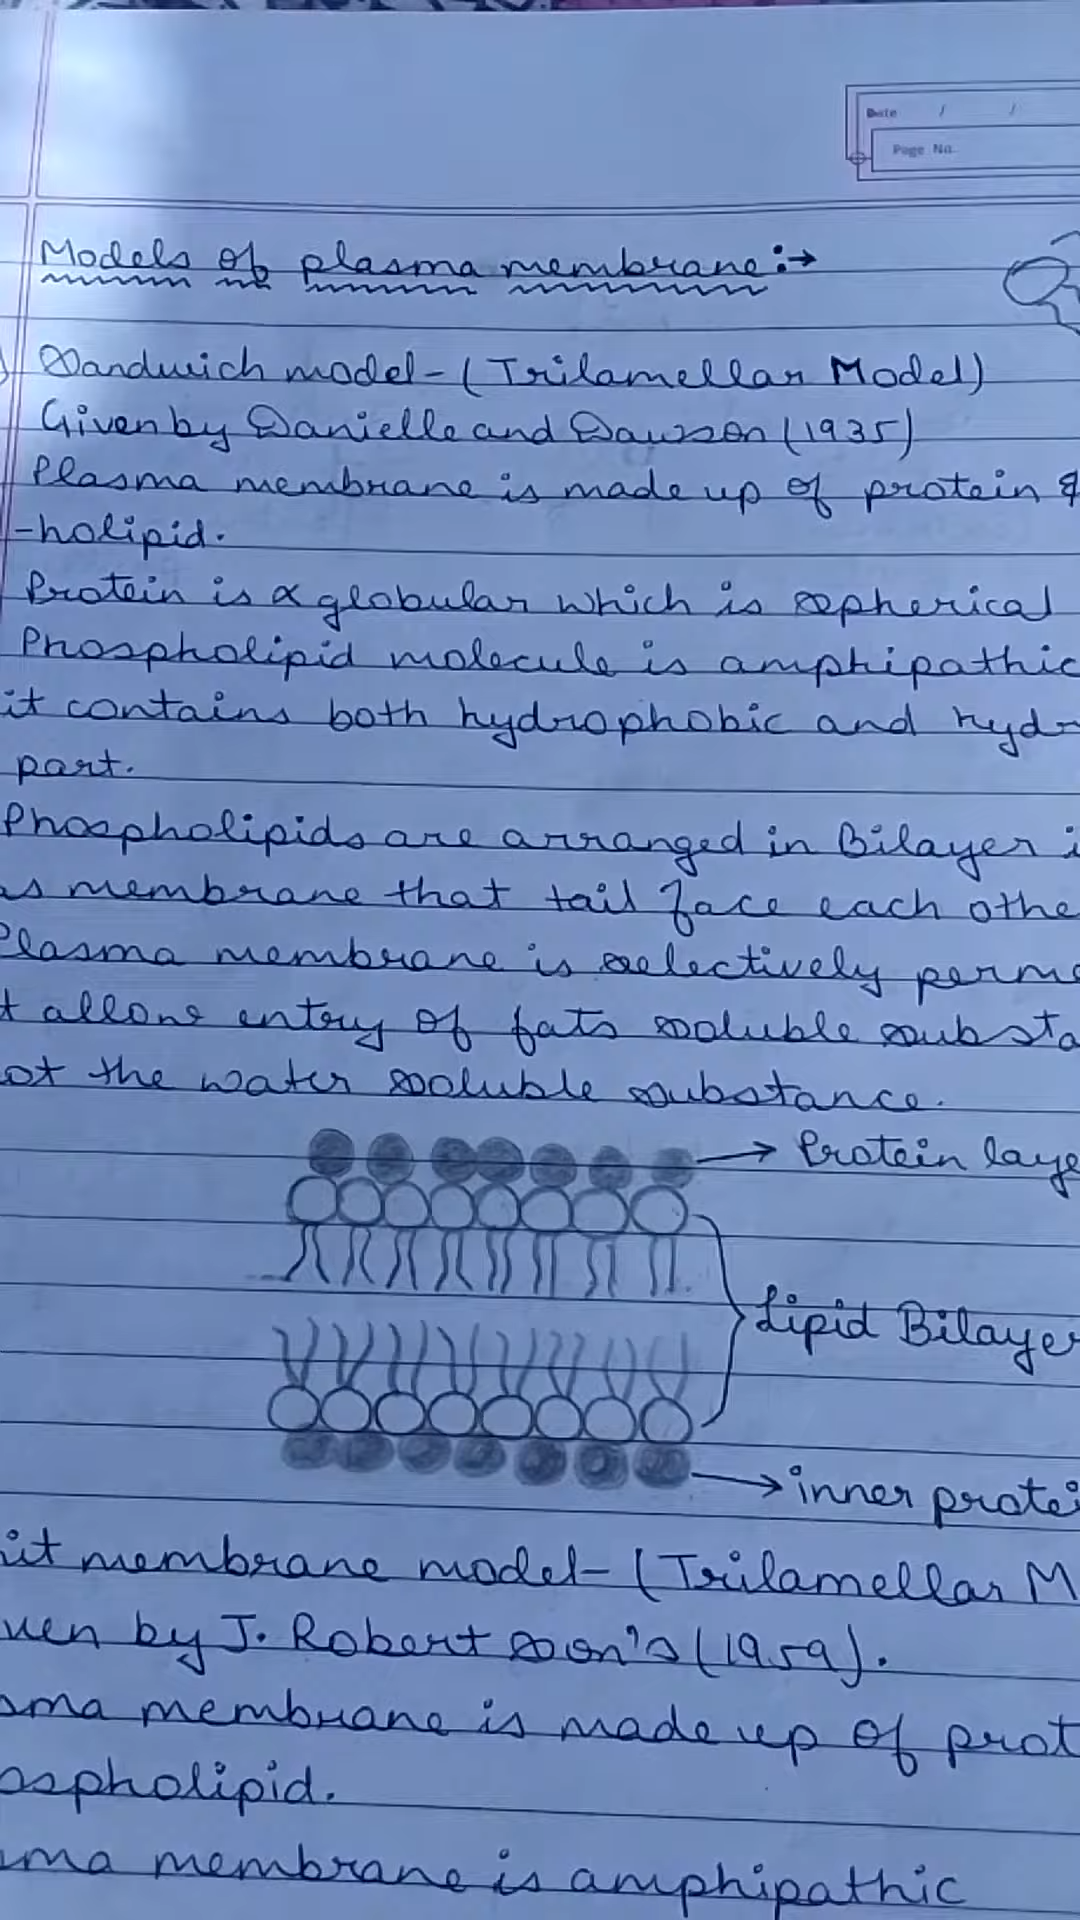 Date / /
Page No.
Models of plasma membrane :→
Sandwich model - (Trilamellar Model)
Given by Danielle and Dawson (1935)
Plasma membrane is made up of protein &
-holipid.
Protein is α globular which is spherical
Phospholipid molecule is amphipathic
it contains both hydrophobic and hydr
part.
Phospholipids are arranged in Bilayer i
as membrane that tail face each othe
Plasma membrane is selectively perme
t allows entry of fats soluble substa
ot the water soluble substance.
→ Protein laye
Lipid Bilayer
→ inner protei
it membrane model - (Trilamellar M
ven by J. Robert son's (1959).
sma membrane is made up of prot
ospholipid.
ma membrane is amphipathic